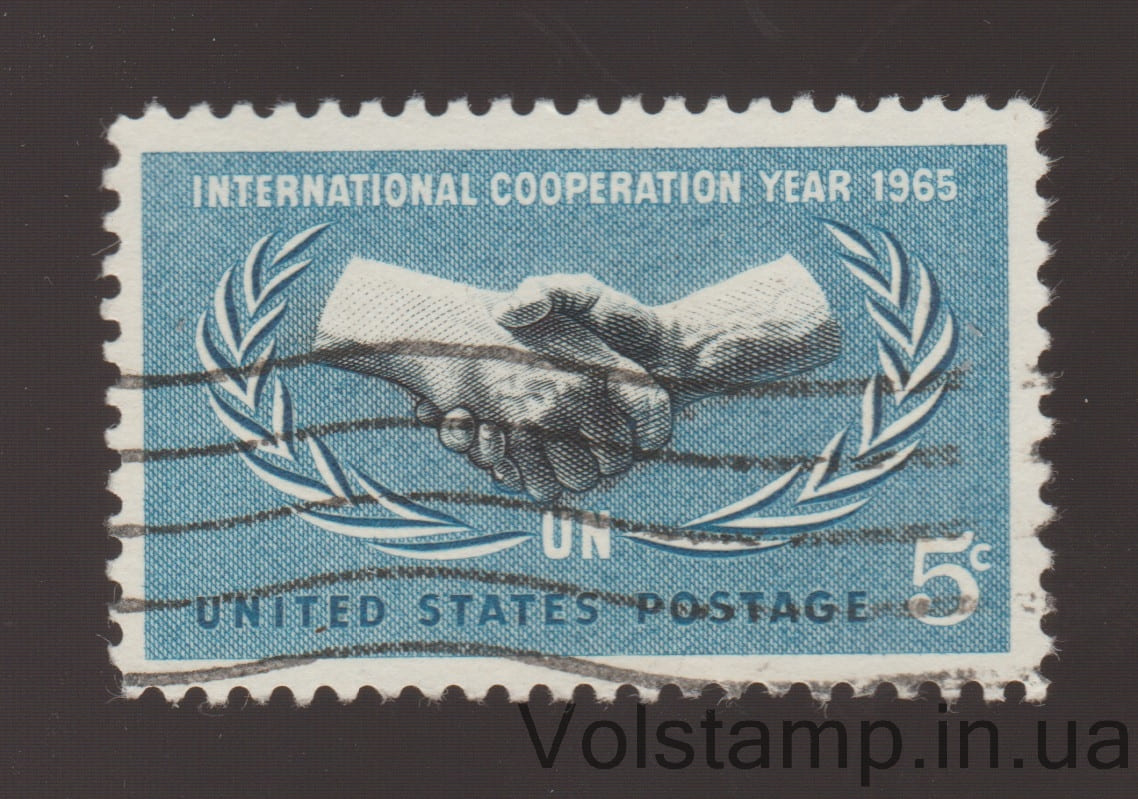 INTERNATIONAL COOPERATION YEAR 1965
UN
5c
UNITED STATES POSTAGE
Volstamp.in.ua